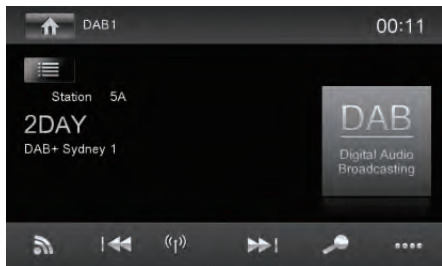 DAB1
00:11
Station 5A
2DAY
DAB+ Sydney 1
DAB
Digital Audio
Broadcasting